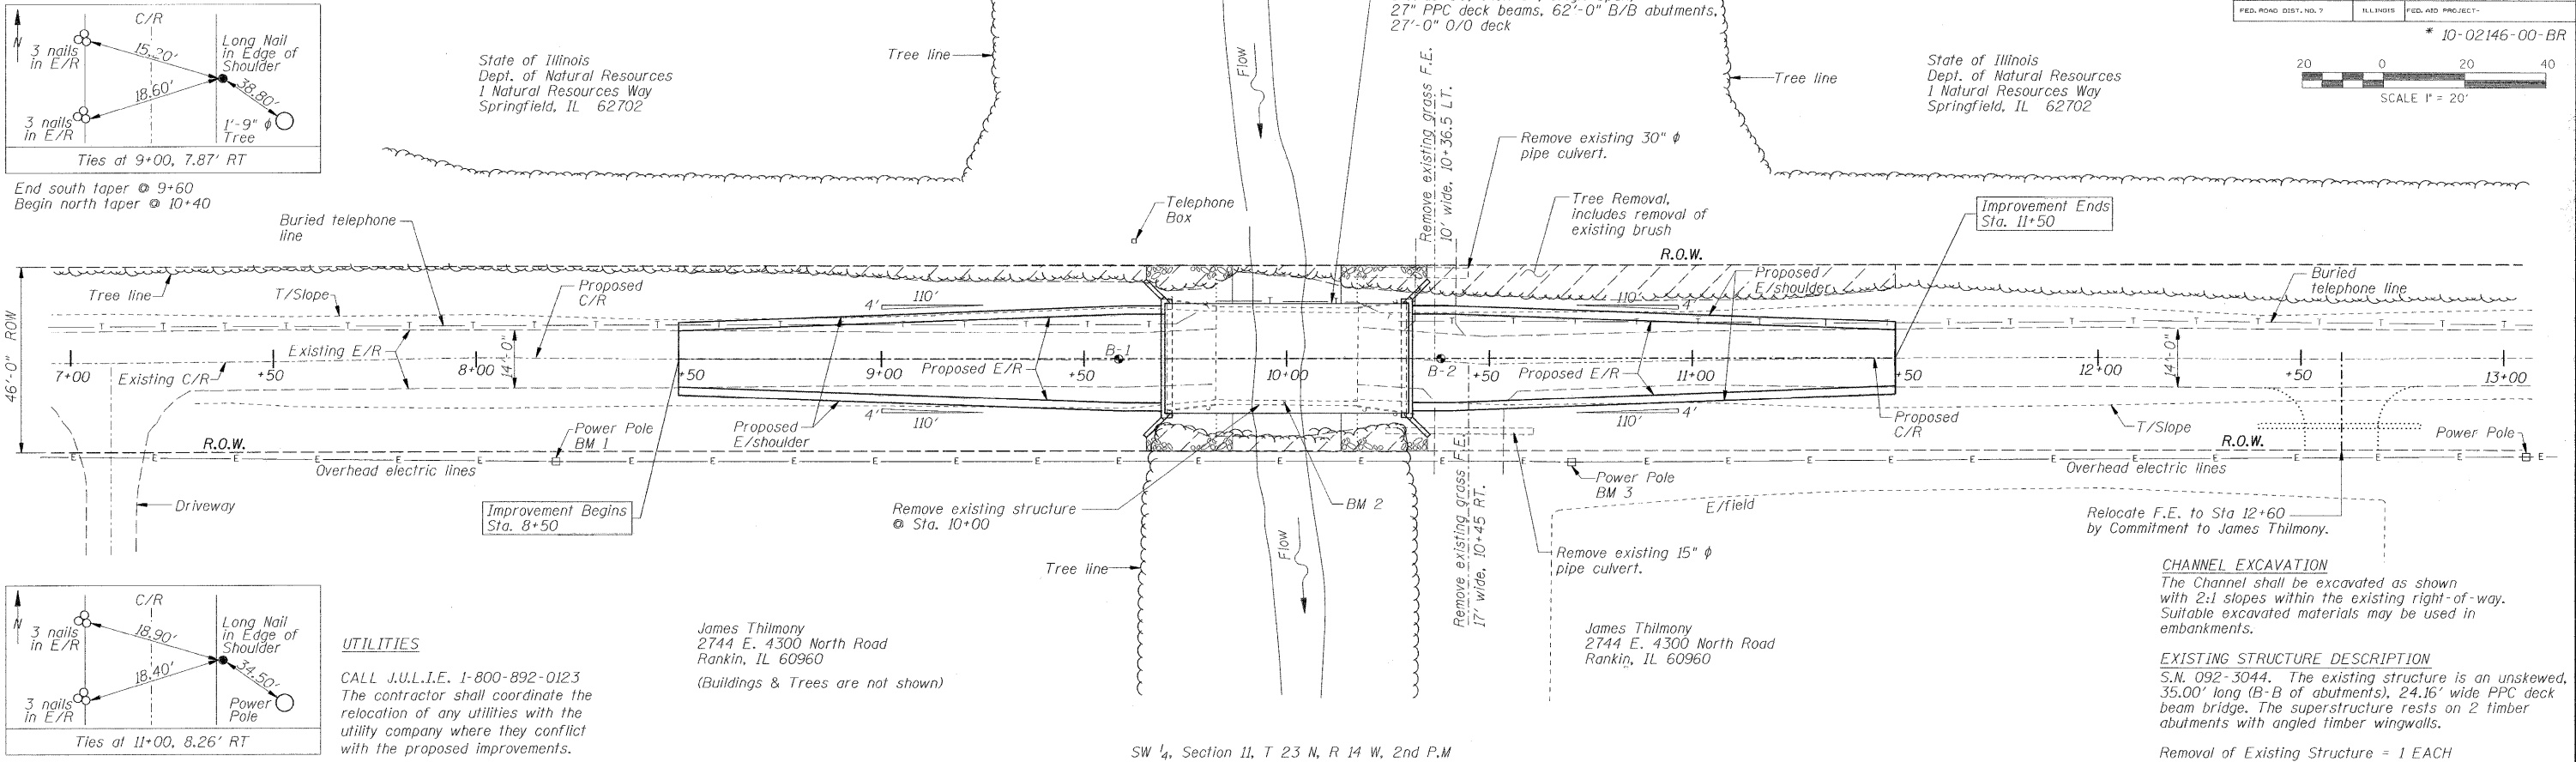 C/R
3 nails
in E/R
15.20'
Long Nail
in Edge of
Shoulder
18.60'
38.80'
3 nails
in E/R
1'-9" ϕ
Tree
N
Ties at 9+00, 7.87' RT
End south taper @ 9+60
Begin north taper @ 10+40
State of Illinois
Dept. of Natural Resources
1 Natural Resources Way
Springfield, IL 62702
Tree line
Flow
27" PPC deck beams, 62'-0" B/B abutments,
27'-0" O/O deck
Remove existing grass F.E.
10' wide, 10+36.5 LT.
Tree line
State of Illinois
Dept. of Natural Resources
1 Natural Resources Way
Springfield, IL 62702
FED. ROAD DIST. NO. 7
ILLINOIS
FED. AID PROJECT-
* 10-02146-00-BR
20 0 20 40
SCALE 1" = 20'
Remove existing 30" ϕ
pipe culvert.
Tree Removal,
includes removal of
existing brush
Improvement Ends
Sta. 11+50
Telephone
Box
Buried telephone
line
R.O.W.
46'-0" ROW
Tree line
T/Slope
Proposed
C/R
4'
110'
110'
4'
Proposed
E/shoulder
Buried
telephone line
T T T T T T T T
Existing E/R
14'-0"
14'-0"
B-1
B-2
Existing C/R
Proposed E/R
Proposed E/R
7+00 +50 8+00 +50 9+00 +50 10+00 +50 11+00 +50 12+00 +50 13+00
4'
110'
4'
110'
Proposed
E/shoulder
Proposed
C/R
T/Slope
R.O.W.
R.O.W.
Power Pole
BM 1
Power Pole
E E E E E E E E
Overhead electric lines
Overhead electric lines
Power Pole
BM 3
Driveway
Improvement Begins
Sta. 8+50
Remove existing structure
@ Sta. 10+00
BM 2
Flow
Remove existing grass F.E.
17' wide, 10+45 RT.
E/field
Relocate F.E. to Sta 12+60
by Commitment to James Thilmony.
Remove existing 15" ϕ
pipe culvert.
Tree line
CHANNEL EXCAVATION
The Channel shall be excavated as shown
with 2:1 slopes within the existing right-of-way.
Suitable excavated materials may be used in
embankments.
C/R
N
3 nails
in E/R
18.90'
Long Nail
in Edge of
Shoulder
18.40'
34.50'
3 nails
in E/R
Power
Pole
Ties at 11+00, 8.26' RT
UTILITIES
CALL J.U.L.I.E. 1-800-892-0123
The contractor shall coordinate the
relocation of any utilities with the
utility company where they conflict
with the proposed improvements.
James Thilmony
2744 E. 4300 North Road
Rankin, IL 60960
(Buildings & Trees are not shown)
James Thilmony
2744 E. 4300 North Road
Rankin, IL 60960
EXISTING STRUCTURE DESCRIPTION
S.N. 092-3044. The existing structure is an unskewed,
35.00' long (B-B of abutments), 24.16' wide PPC deck
beam bridge. The superstructure rests on 2 timber
abutments with angled timber wingwalls.
Removal of Existing Structure = 1 EACH
SW 1/4, Section 11, T 23 N, R 14 W, 2nd P.M